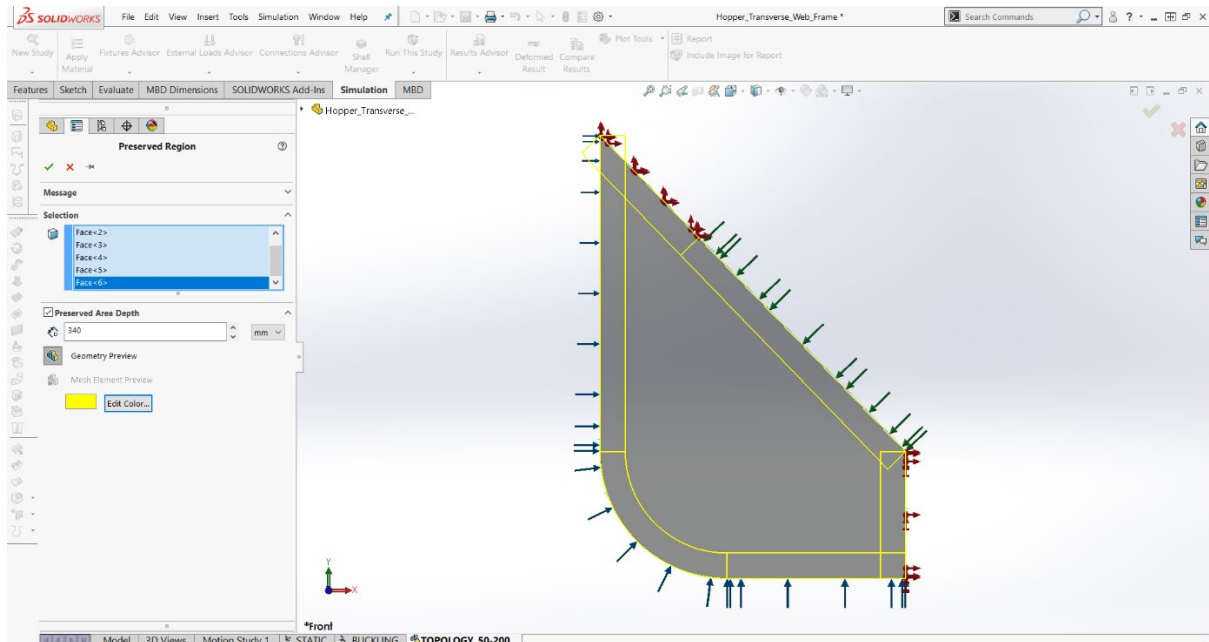 SOLIDWORKS File Edit View Insert Tools Simulation Window Help Hopper_Transverse_Web_Frame * Search Commands
New Study Apply Material Fixtures Advisor External Loads Advisor Connections Advisor Shell Manager Run This Study Results Advisor Deformed Result Compare Results Plot Tools Report
Include Image for Report
Features Sketch Evaluate MBD Dimensions SOLIDWORKS Add-Ins Simulation MBD
Hopper_Transverse_...
Preserved Region
Message
Selection
Face<2>
Face<3>
Face<4>
Face<5>
Face<6>
Preserved Area Depth
340 mm
Geometry Preview
Mesh Element Preview
Edit Color...
Y
X
*Front
Model 3D Views Motion Study 1 STATIC BUCKLING TOPOLOGY_50-200